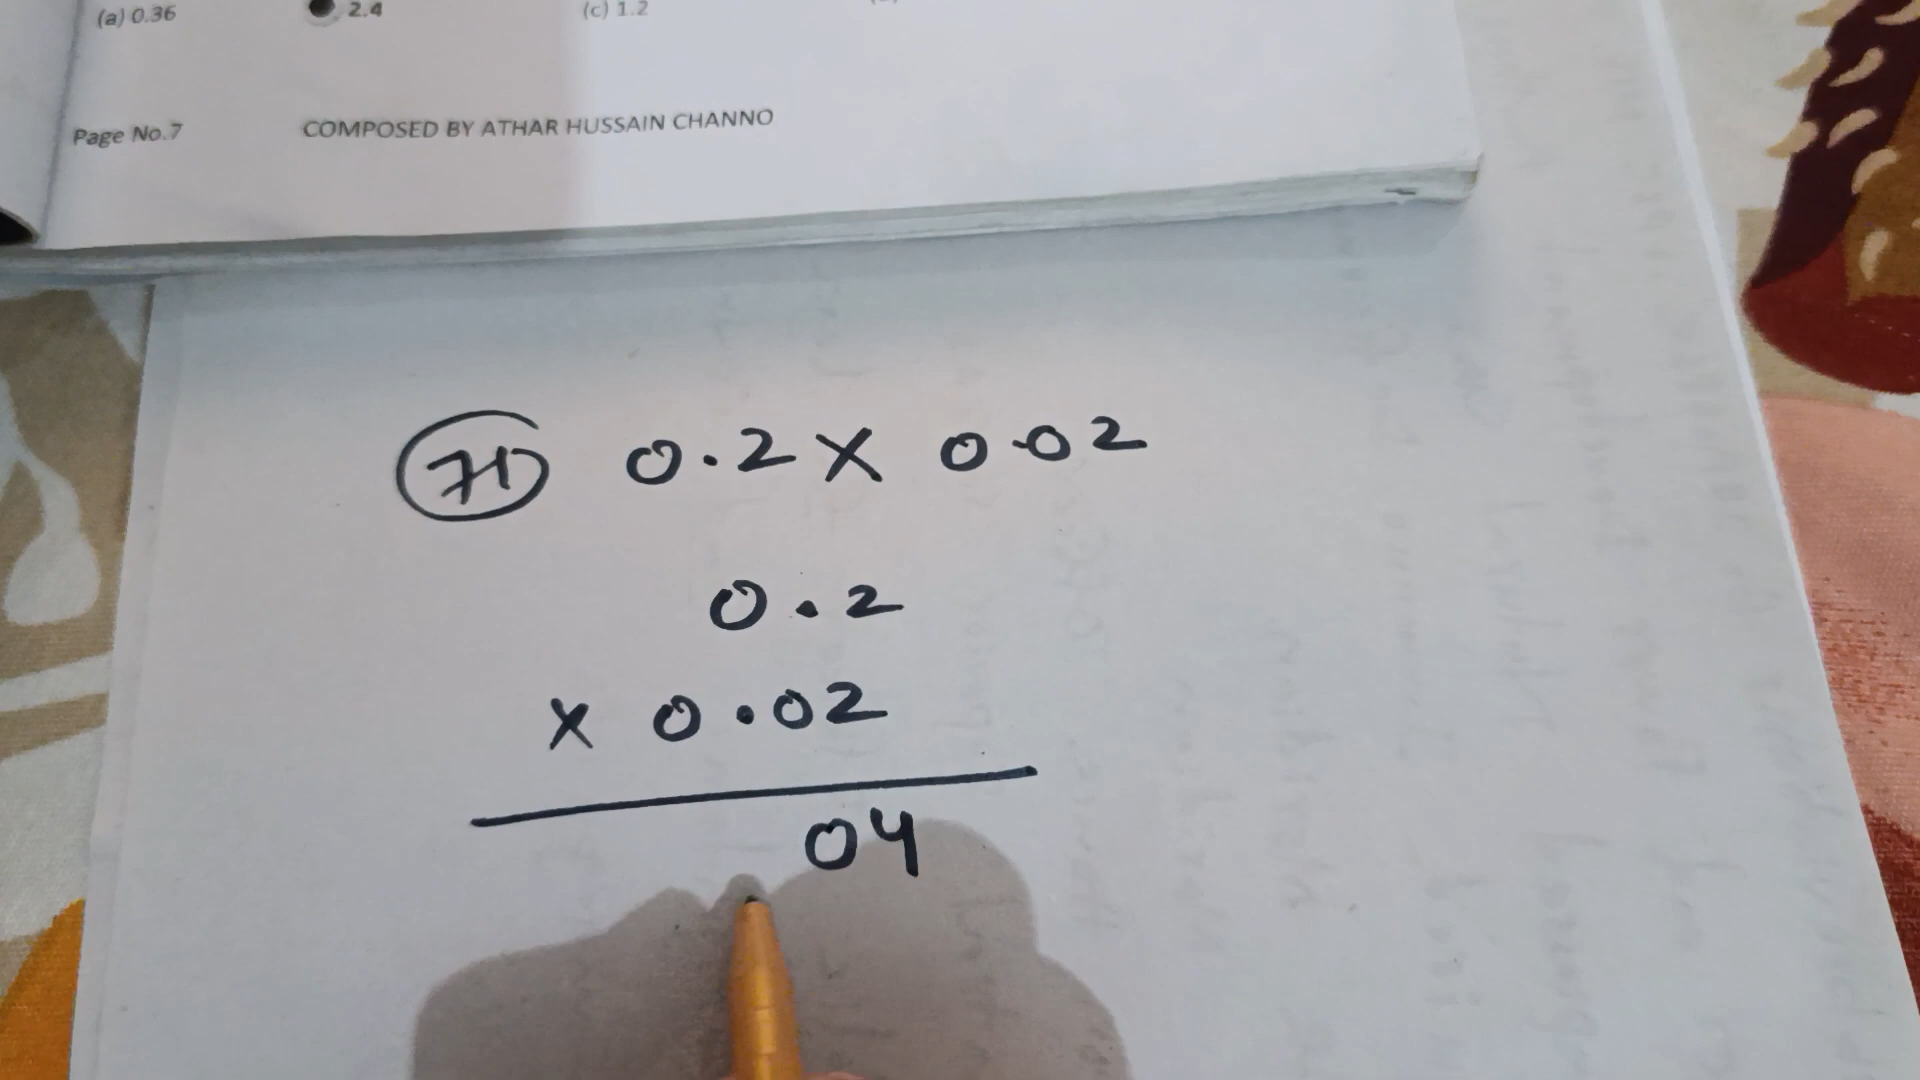 (a) 0.36 2.4 (c) 1.2
Page No.7 COMPOSED BY ATHAR HUSSAIN CHANNO
71 0.2 X 0.02
0.2
X 0.02
04